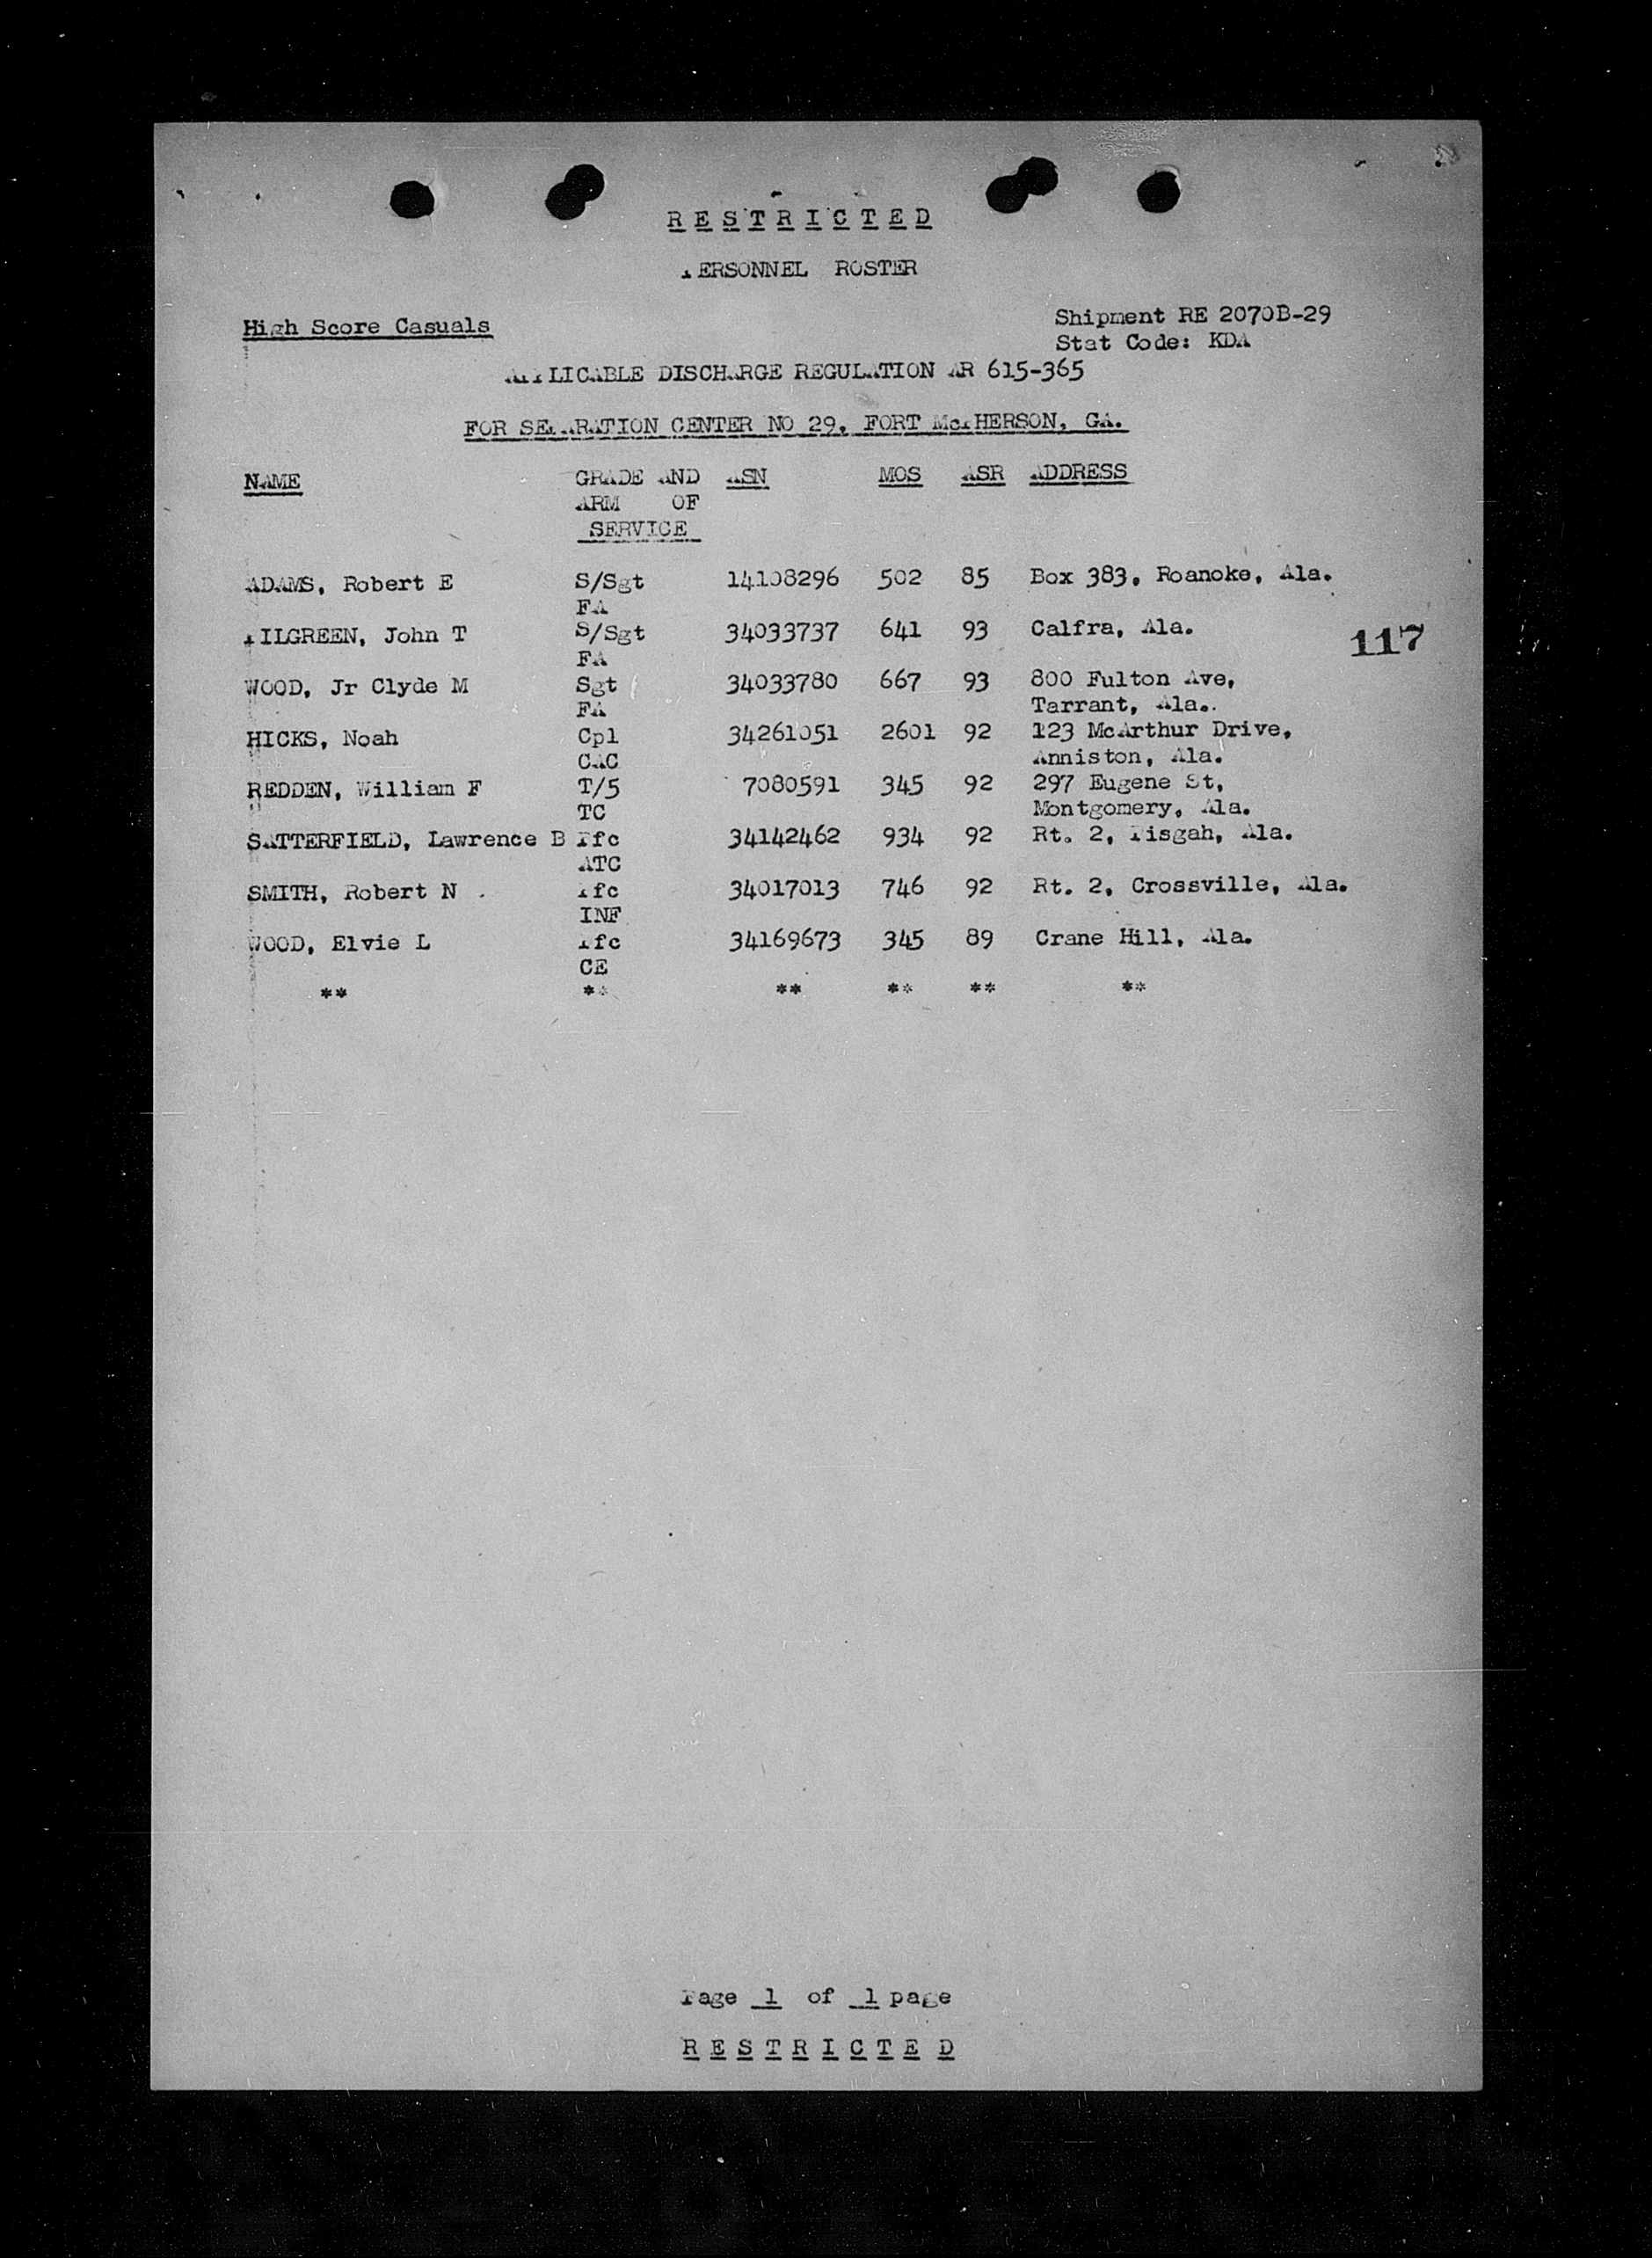 RESTRICTED
PERSONNEL ROSTER
High Score Casuals
Shipment RE 2070B-29
Stat Code: KDA
APPLICABLE DISCHARGE REGULATION AR 615-365
FOR SEPARATION CENTER NO 29, FORT McPHERSON, GA.
NAME GRADE AND ASN MOS ASR ADDRESS
ARM OF
SERVICE
ADAMS, Robert E S/Sgt 14108296 502 85 Box 383, Roanoke, Ala.
FA
PILGREEN, John T S/Sgt 34033737 641 93 Calfra, Ala.
FA
117
WOOD, Jr Clyde M Sgt 34033780 667 93 800 Fulton Ave,
FA Tarrant, Ala.
HICKS, Noah Cpl 34261051 2601 92 123 McArthur Drive,
CAC Anniston, Ala.
REDDEN, William F T/5 7080591 345 92 297 Eugene St,
TC Montgomery, Ala.
SATTERFIELD, Lawrence B Pfc 34142462 934 92 Rt. 2, Pisgah, Ala.
ATC
SMITH, Robert N Pfc 34017013 746 92 Rt. 2, Crossville, Ala.
INF
WOOD, Elvie L Pfc 34169673 345 89 Crane Hill, Ala.
CE
** ** ** ** ** **
Page 1 of 1 page
RESTRICTED